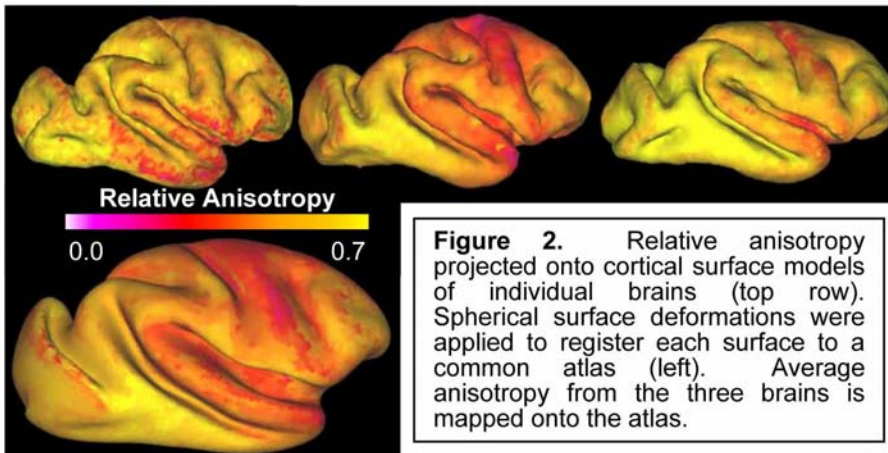 Relative Anisotropy
0.0 0.7
Figure 2. Relative anisotropy
projected onto cortical surface models
of individual brains (top row).
Spherical surface deformations were
applied to register each surface to a
common atlas (left). Average
anisotropy from the three brains is
mapped onto the atlas.